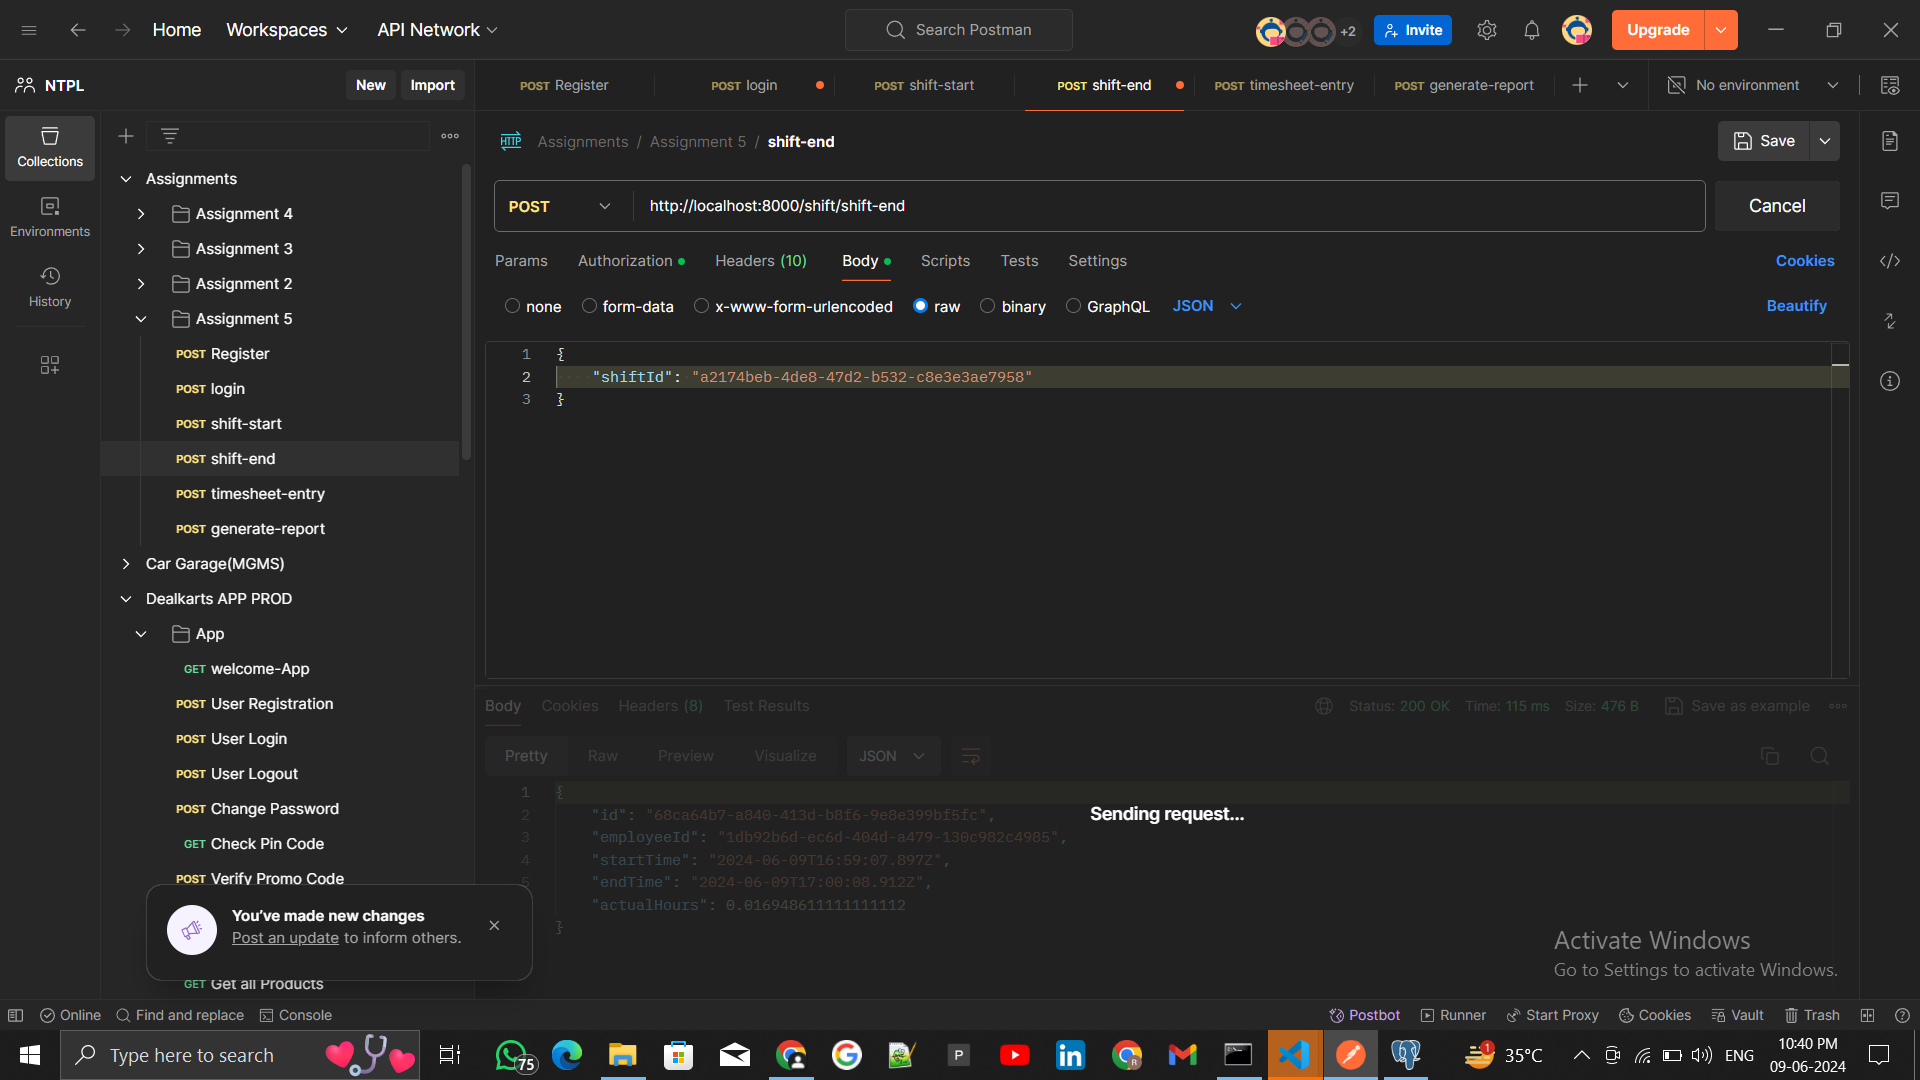 Home Workspaces API Network Search Postman +2 Invite Upgrade
NTPL New Import POST Register POST login POST shift-start POST shift-end POST timesheet-entry POST generate-report No environment
Collections
Environments
History
Assignments
Assignment 4
Assignment 3
Assignment 2
Assignment 5
POST Register
POST login
POST shift-start
POST shift-end
POST timesheet-entry
POST generate-report
Car Garage(MGMS)
Dealkarts APP PROD
App
GET welcome-App
POST User Registration
POST User Login
POST User Logout
POST Change Password
GET Check Pin Code
POST Verify Promo Code
GET Get all Products
You've made new changes
Post an update to inform others.
HTTP Assignments / Assignment 5 / shift-end Save
POST http://localhost:8000/shift/shift-end Cancel
Params Authorization Headers (10) Body Scripts Tests Settings Cookies
none form-data x-www-form-urlencoded raw binary GraphQL JSON Beautify
1 {
2 "shiftId": "a2174beb-4de8-47d2-b532-c8e3e3ae7958"
3 }
Body Cookies Headers (8) Test Results Status: 200 OK Time: 115 ms Size: 476 B Save as example
Pretty Raw Preview Visualize JSON
1 {
2 "id": "68ca64b7-a840-413d-b8f6-9e8e399bf5fc",
Sending request...
3 "employeeId": "1db92b6d-ec6d-404d-a479-130c982c4985",
4 "startTime": "2024-06-09T16:59:07.897Z",
5 "endTime": "2024-06-09T17:00:08.912Z",
"actualHours": 0.016948611111111112
}
Activate Windows
Go to Settings to activate Windows.
Online Find and replace Console Postbot Runner Start Proxy Cookies Vault Trash
Type here to search 75 P R 1 35°C ENG 10:40 PM
09-06-2024